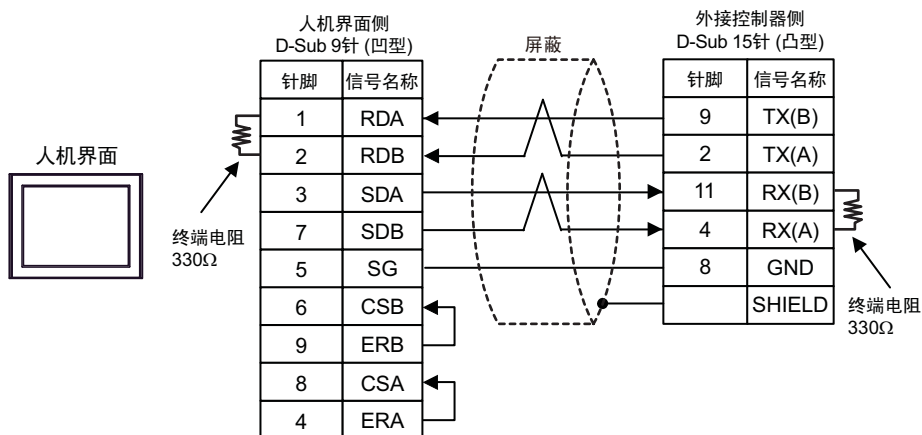 人机界面侧
D-Sub 9针 (凹型)
针脚 信号名称
1 RDA
2 RDB
3 SDA
7 SDB
5 SG
6 CSB
9 ERB
8 CSA
4 ERA
人机界面
终端电阻
330Ω
屏蔽
外接控制器侧
D-Sub 15针 (凸型)
针脚 信号名称
9 TX(B)
2 TX(A)
11 RX(B)
4 RX(A)
8 GND
SHIELD
终端电阻
330Ω